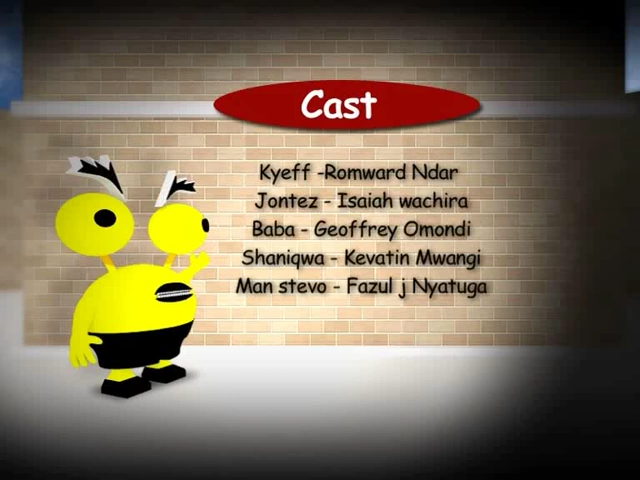 Cast
Kyeff -Romward Ndar
Jontez - Isaiah wachira
Baba - Geoffrey Omondi
Shaniqwa - Kevatin Mwangi
Man stevo - Fazul j Nyatuga